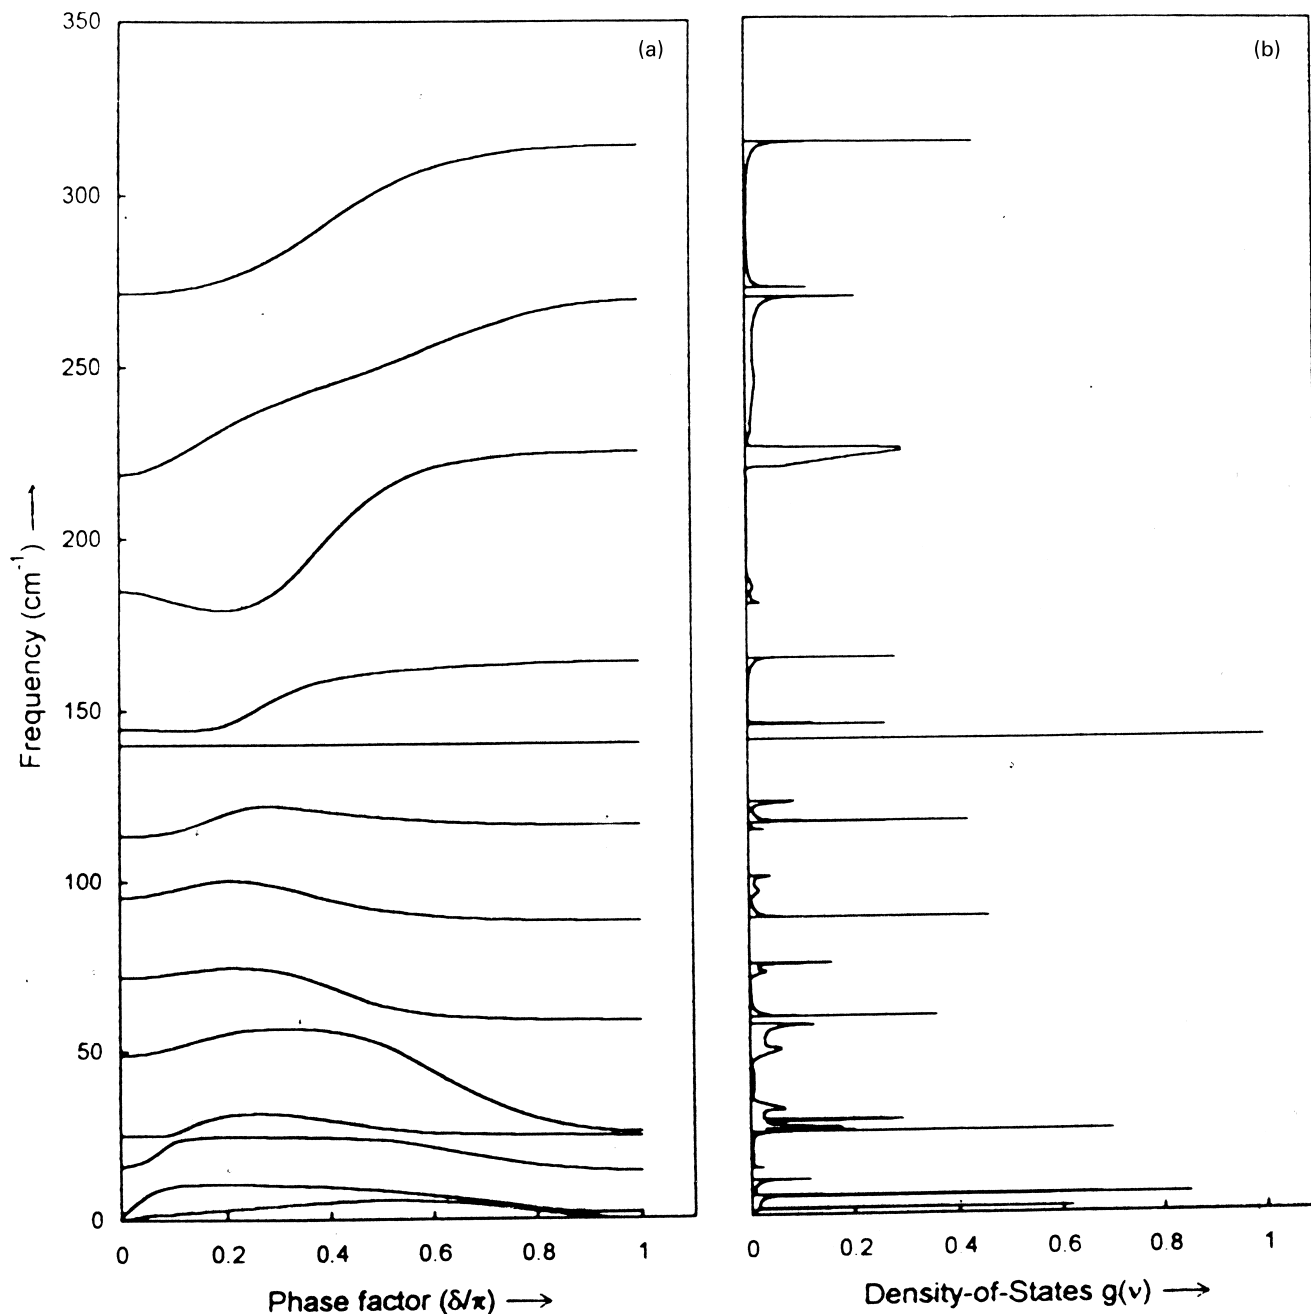 350
300
250
200
150
100
50
0
Frequency (cm⁻¹) →
(a)
0 0.2 0.4 0.6 0.8 1
Phase factor (δ/π) →
(b)
0 0.2 0.4 0.6 0.8 1
Density-of-States g(ν) →